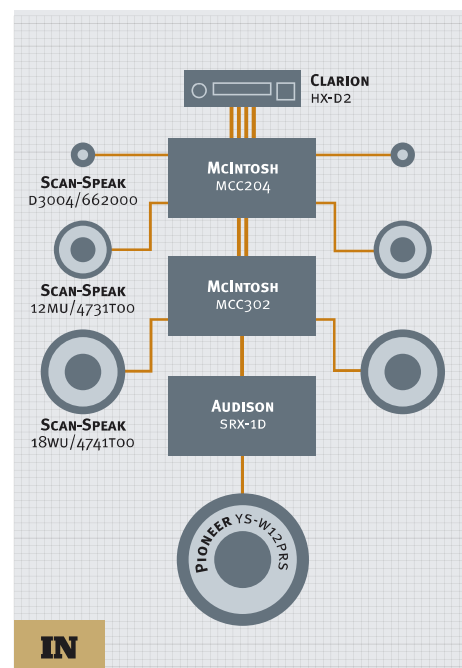 CLARION
HX-D2
MCINTOSH
MCC204
SCAN-SPEAK
D3004/662000
MCINTOSH
MCC302
SCAN-SPEAK
12MU/4731T00
AUDISON
SRX-1D
SCAN-SPEAK
18WU/4741T00
PIONEER YS-W12PRS
IN